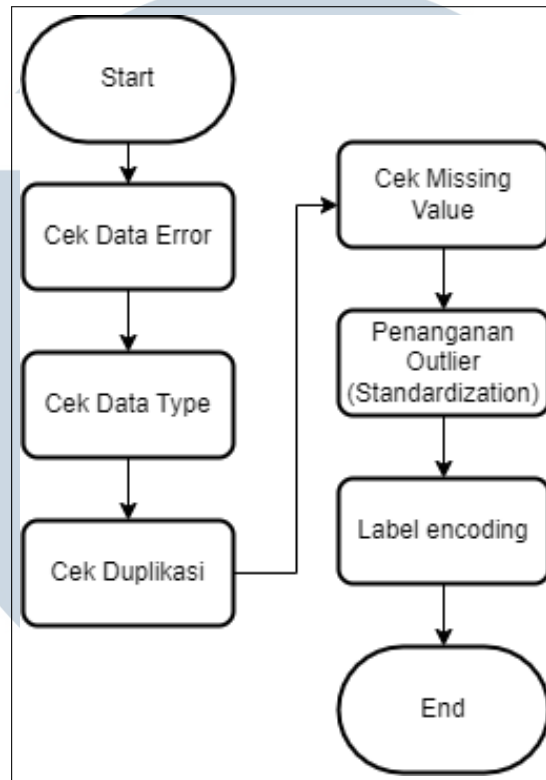 Start
Cek Data Error
Cek Data Type
Cek Duplikasi
Cek Missing
Value
Penanganan
Outlier
(Standardization)
Label encoding
End